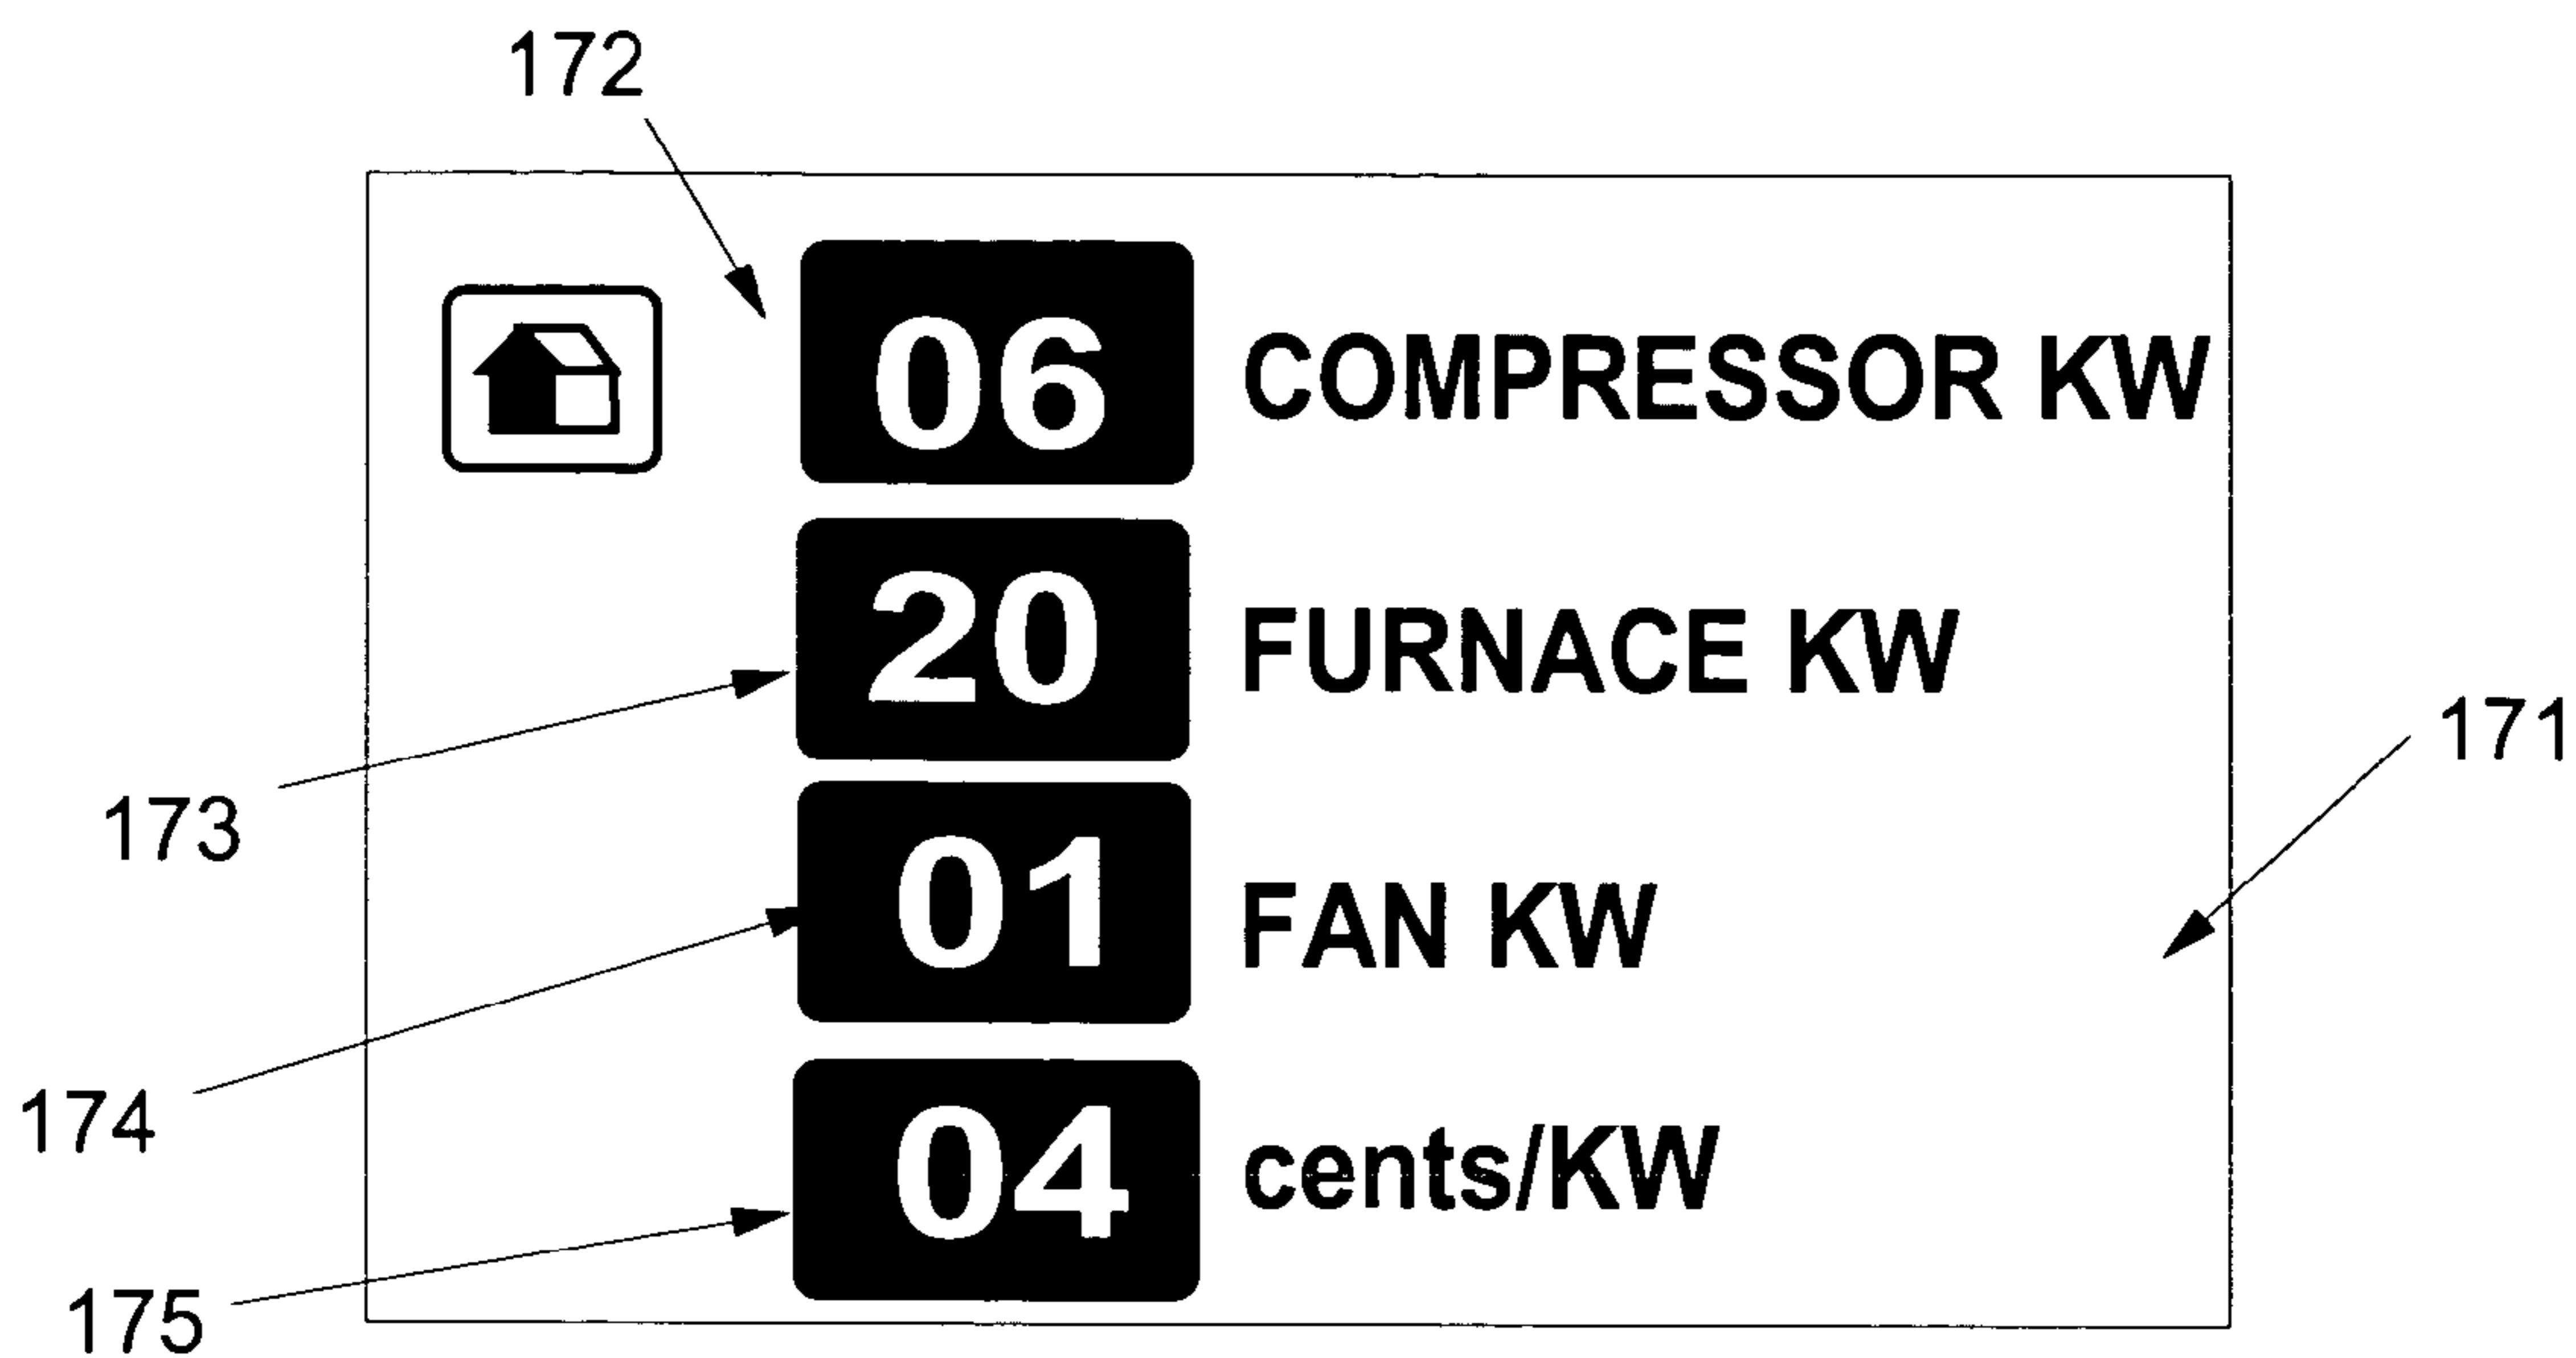 172
06 COMPRESSOR KW
20 FURNACE KW
171
173
01 FAN KW
174
04 cents/KW
175